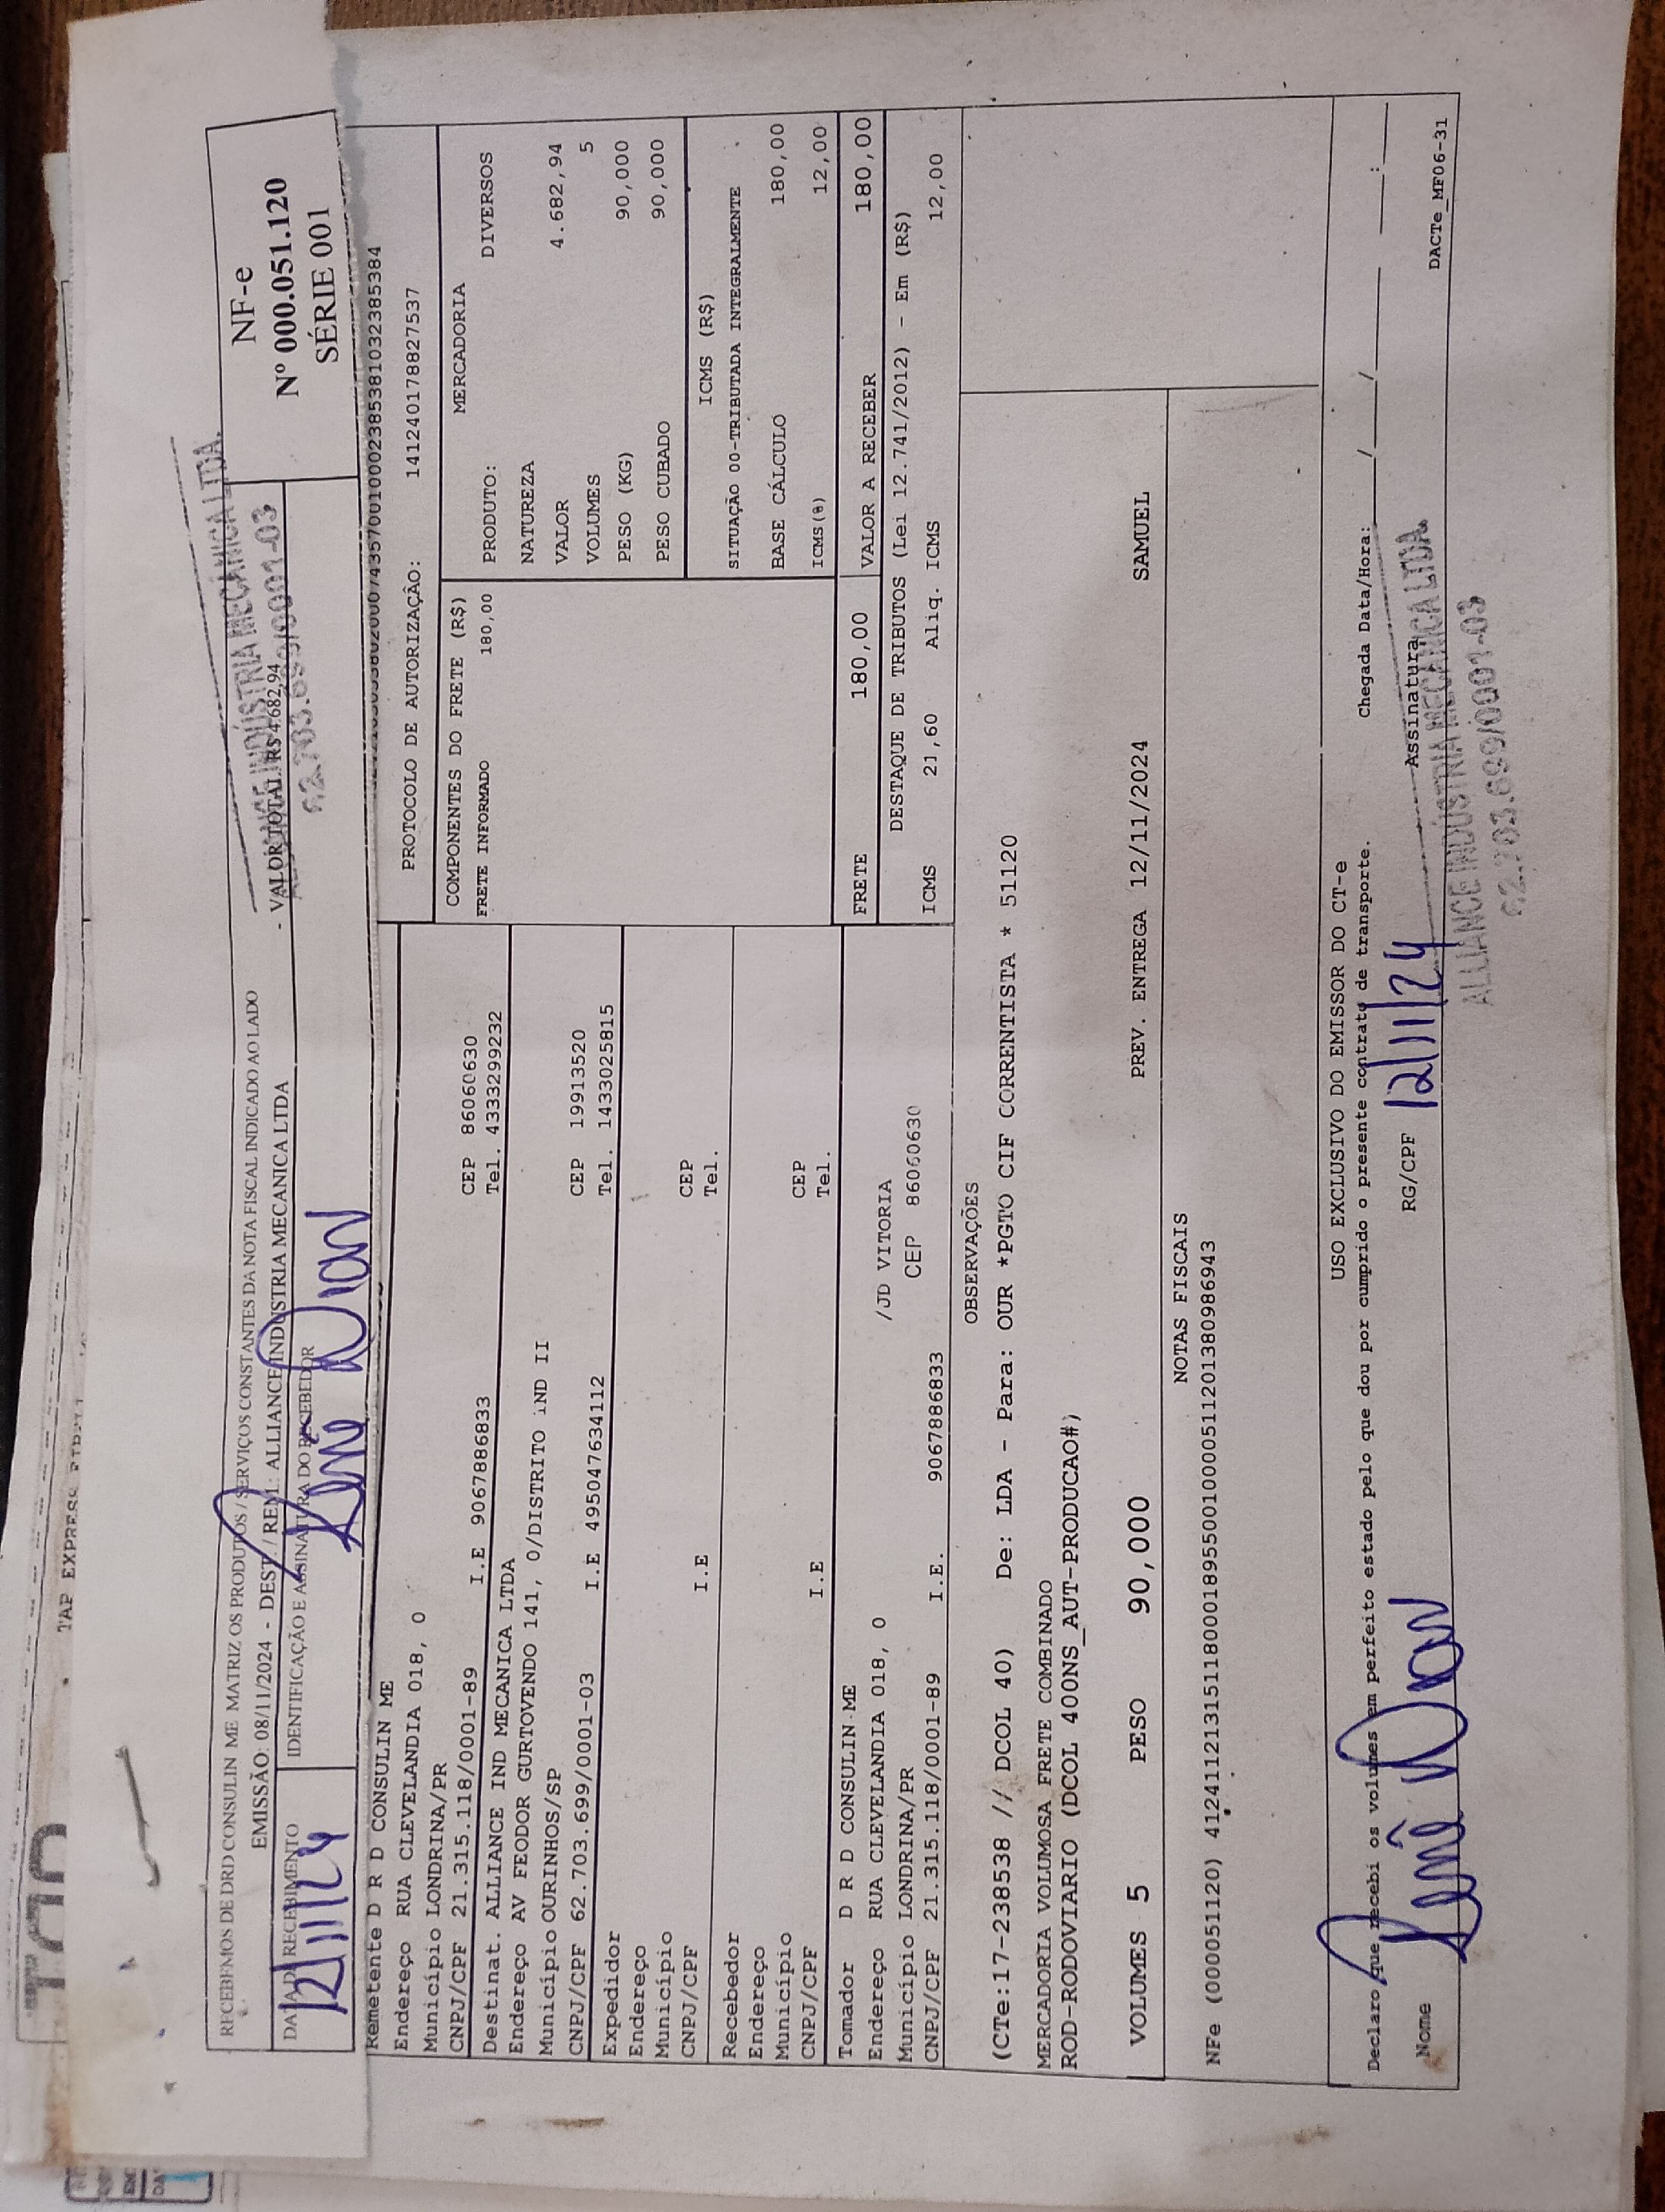 TAP EXPRESS
RECEBEMOS DE DRD CONSULIN ME MATRIZ OS PRODUTOS / SERVIÇOS CONSTANTES DA NOTA FISCAL INDICADO AO LADO
EMISSÃO: 08/11/2024 - DEST. / REM.: ALLIANCE INDUSTRIA MECANICA LTDA - VALOR TOTAL: R$ 4.682,94
DATA DE RECEBIMENTO
12/11/24
IDENTIFICAÇÃO E ASSINATURA DO RECEBEDOR
NF-e
Nº 000.051.120
SÉRIE 001
ALLIANCE INDÚSTRIA MECÂNICA LTDA.
62.703.699/0001-03
PROTOCOLO DE AUTORIZAÇÃO: 141240178827537
Remetente D R D CONSULIN ME
Endereço RUA CLEVELANDIA 018, 0
Município LONDRINA/PR CEP 86060630
CNPJ/CPF 21.315.118/0001-89 I.E 9067886833 Tel. 4333299232
Destinat. ALLIANCE IND MECANICA LTDA
Endereço AV FEODOR GURTOVENDO 141, 0/DISTRITO IND II
Município OURINHOS/SP CEP 19913520
CNPJ/CPF 62.703.699/0001-03 I.E 495047634112 Tel. 1433025815
Expedidor
Endereço
Município CEP
CNPJ/CPF I.E Tel.
Recebedor
Endereço
Município CEP
CNPJ/CPF I.E Tel.
Tomador D R D CONSULIN ME
Endereço RUA CLEVELANDIA 018, 0 /JD VITORIA
Município LONDRINA/PR CEP 86060630
CNPJ/CPF 21.315.118/0001-89 I.E. 9067886833
COMPONENTES DO FRETE (R$)
FRETE INFORMADO 180,00
MERCADORIA
PRODUTO: DIVERSOS
NATUREZA
VALOR 4.682,94
VOLUMES 5
PESO (KG) 90,000
PESO CUBADO 90,000
ICMS (R$)
SITUAÇÃO 00-TRIBUTADA INTEGRALMENTE
BASE CÁLCULO 180,00
ICMS(%) 12,00
FRETE 180,00 VALOR A RECEBER 180,00
DESTAQUE DE TRIBUTOS (Lei 12.741/2012) - Em (R$)
ICMS 21,60 Aliq. ICMS 12,00
OBSERVAÇÕES
(CTe:17-238538 // DCOL 40) De: LDA - Para: OUR *PGTO CIF CORRENTISTA * 51120
MERCADORIA VOLUMOSA FRETE COMBINADO
ROD-RODOVIARIO (DCOL 400NS_AUT-PRODUCAO#)
VOLUMES 5 PESO 90,000 PREV. ENTREGA 12/11/2024 SAMUEL
NOTAS FISCAIS
NFe (000051120) 41241121315118000189550010000511201380986943
USO EXCLUSIVO DO EMISSOR DO CT-e
Declaro que recebi os volumes em perfeito estado pelo que dou por cumprido o presente contrato de transporte. Chegada Data/Hora: ___/___/___ ___:___
Nome RG/CPF 12/11/24 Assinatura
ALLIANCE INDÚSTRIA MECÂNICA LTDA
62.703.699/0001-03
DACTe_MF06-31